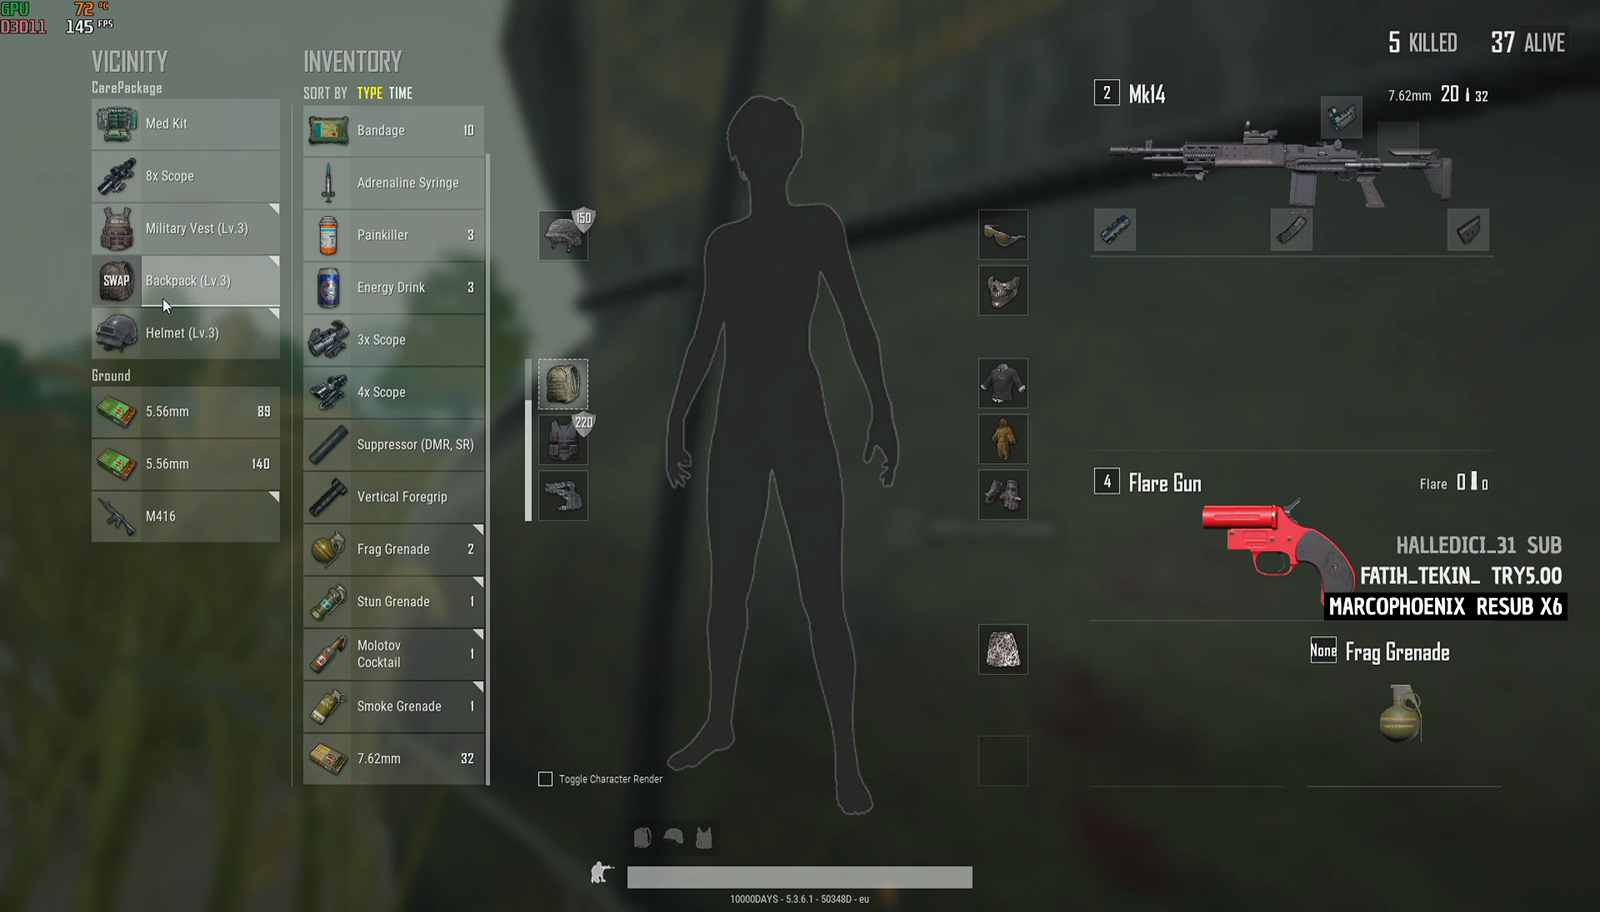 GPU 72 °C
D3D11 145 FPS
5 KILLED 37 ALIVE
VICINITY
CarePackage
Med Kit
8x Scope
Military Vest (Lv.3)
SWAP Backpack (Lv.3)
Helmet (Lv.3)
Ground
5.56mm 89
5.56mm 140
M416
INVENTORY
SORT BY TYPE TIME
Bandage 10
Adrenaline Syringe
Painkiller 3
Energy Drink 3
3x Scope
4x Scope
Suppressor (DMR, SR)
Vertical Foregrip
Frag Grenade 2
Stun Grenade 1
Molotov
Cocktail 1
Smoke Grenade 1
7.62mm 32
150
220
Toggle Character Render
2 Mk14 7.62mm 20 32
4 Flare Gun Flare 0 0
HALLEDICI_31 SUB
FATIH_TEKIN_ TRY5.00
MARCOPHOENIX RESUB X6
None Frag Grenade
10000DAYS - 5.3.6.1 - 50348D - eu